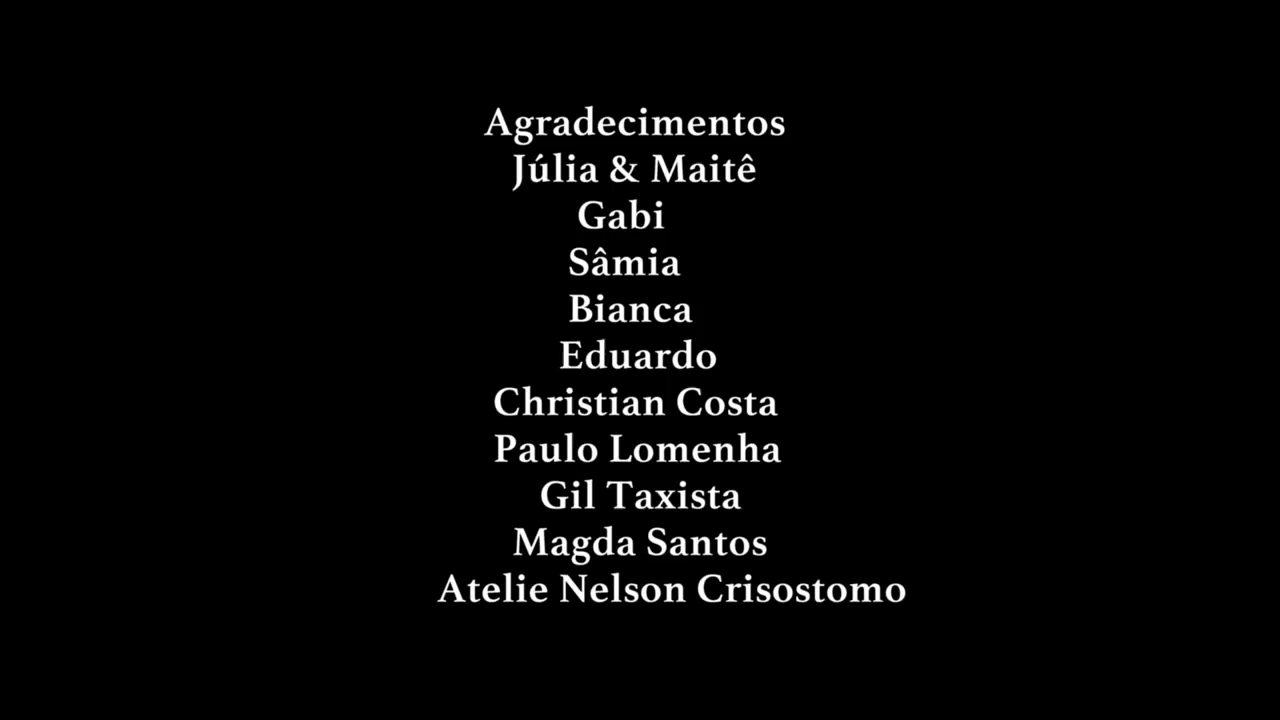 Agradecimentos
Júlia & Maitê
Gabi
Sâmia
Bianca
Eduardo
Christian Costa
Paulo Lomenha
Gil Taxista
Magda Santos
Atelie Nelson Crisostomo